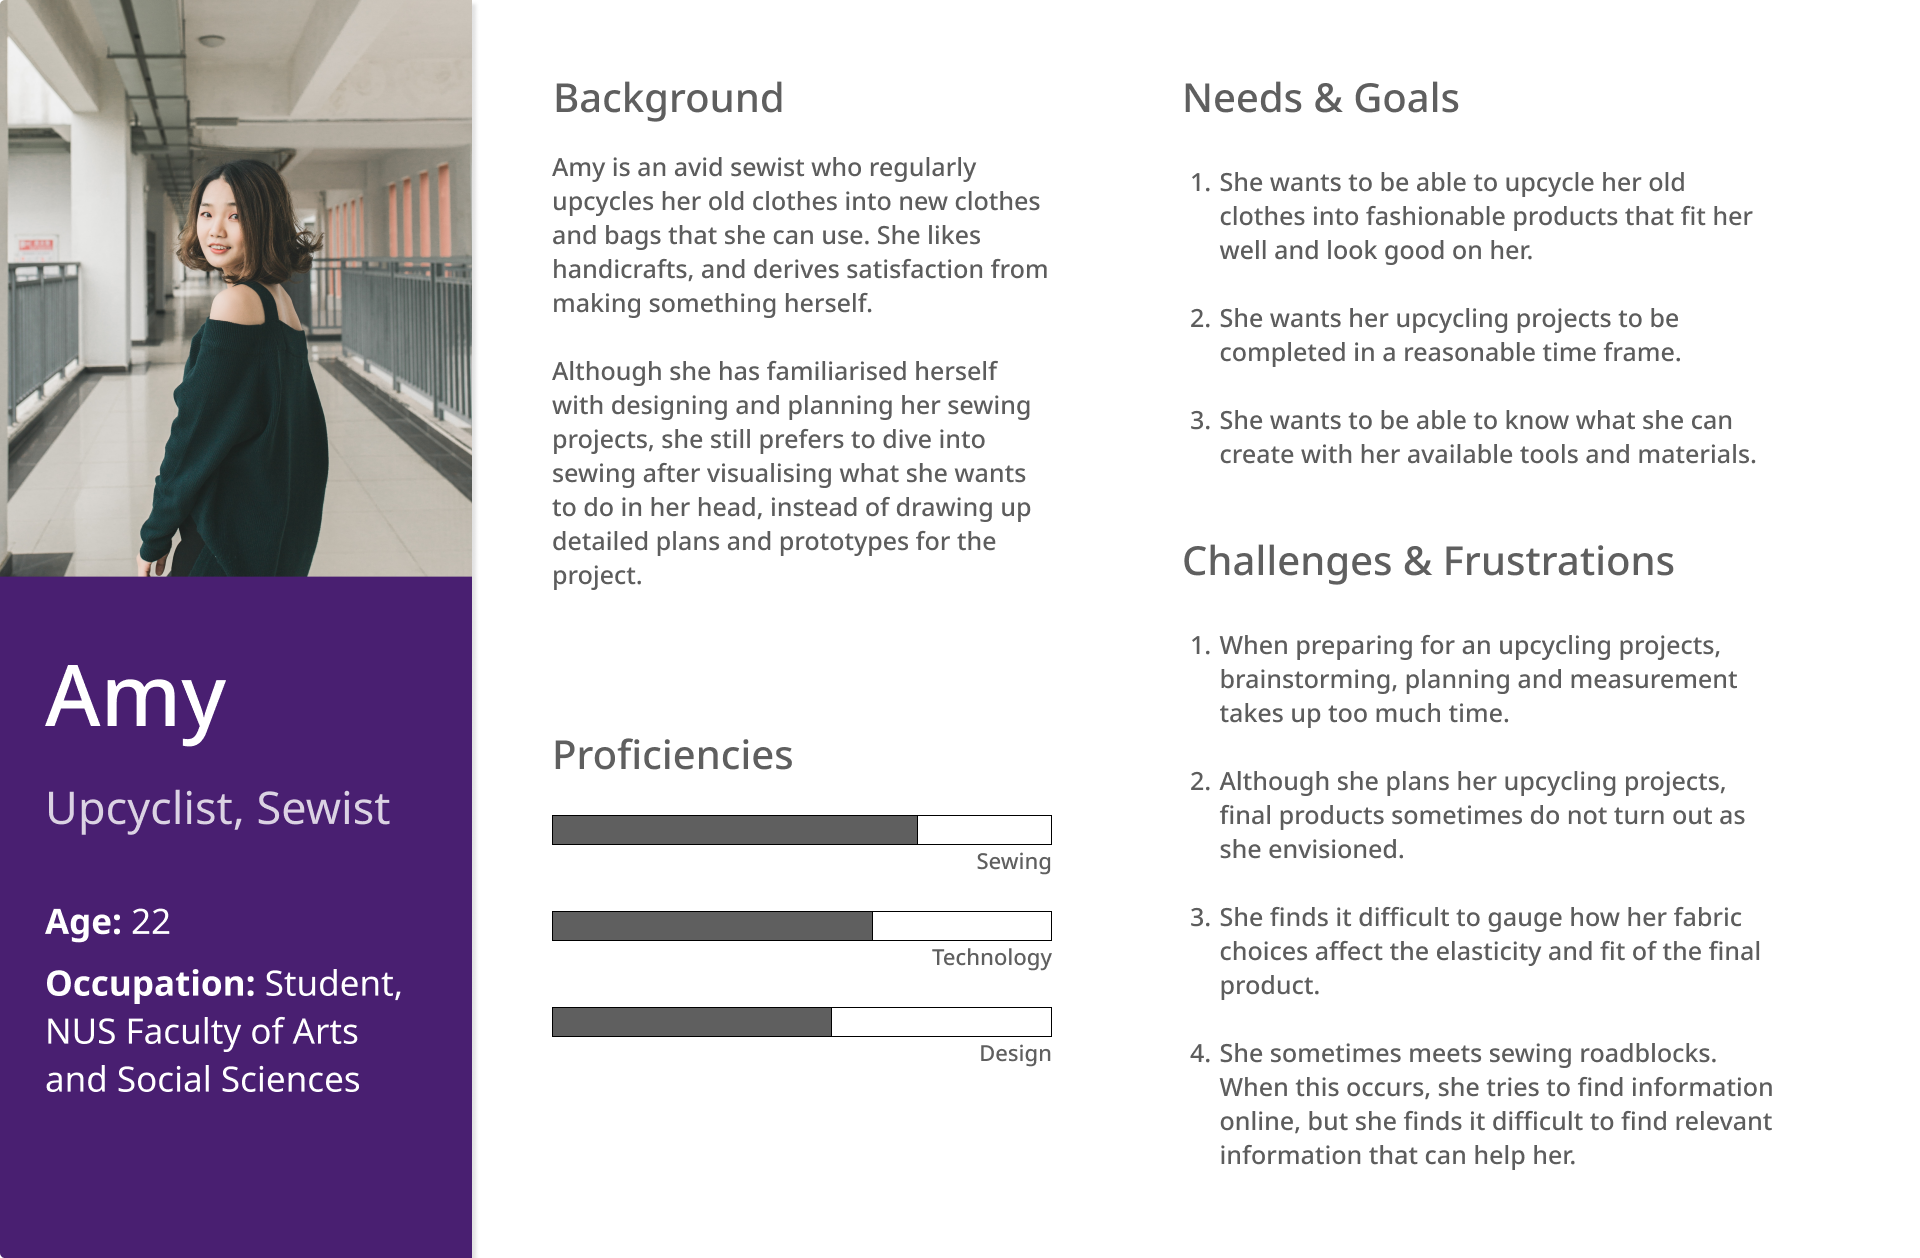 Amy
Upcyclist, Sewist
Age: 22
Occupation: Student,
NUS Faculty of Arts
and Social Sciences
Background
Amy is an avid sewist who regularly
upcycles her old clothes into new clothes
and bags that she can use. She likes
handicrafts, and derives satisfaction from
making something herself.
Although she has familiarised herself
with designing and planning her sewing
projects, she still prefers to dive into
sewing after visualising what she wants
to do in her head, instead of drawing up
detailed plans and prototypes for the
project.
Proficiencies
Sewing
Technology
Design
Needs & Goals
1. She wants to be able to upcycle her old
clothes into fashionable products that fit her
well and look good on her.
2. She wants her upcycling projects to be
completed in a reasonable time frame.
3. She wants to be able to know what she can
create with her available tools and materials.
Challenges & Frustrations
1. When preparing for an upcycling projects,
brainstorming, planning and measurement
takes up too much time.
2. Although she plans her upcycling projects,
final products sometimes do not turn out as
she envisioned.
3. She finds it difficult to gauge how her fabric
choices affect the elasticity and fit of the final
product.
4. She sometimes meets sewing roadblocks.
When this occurs, she tries to find information
online, but she finds it difficult to find relevant
information that can help her.